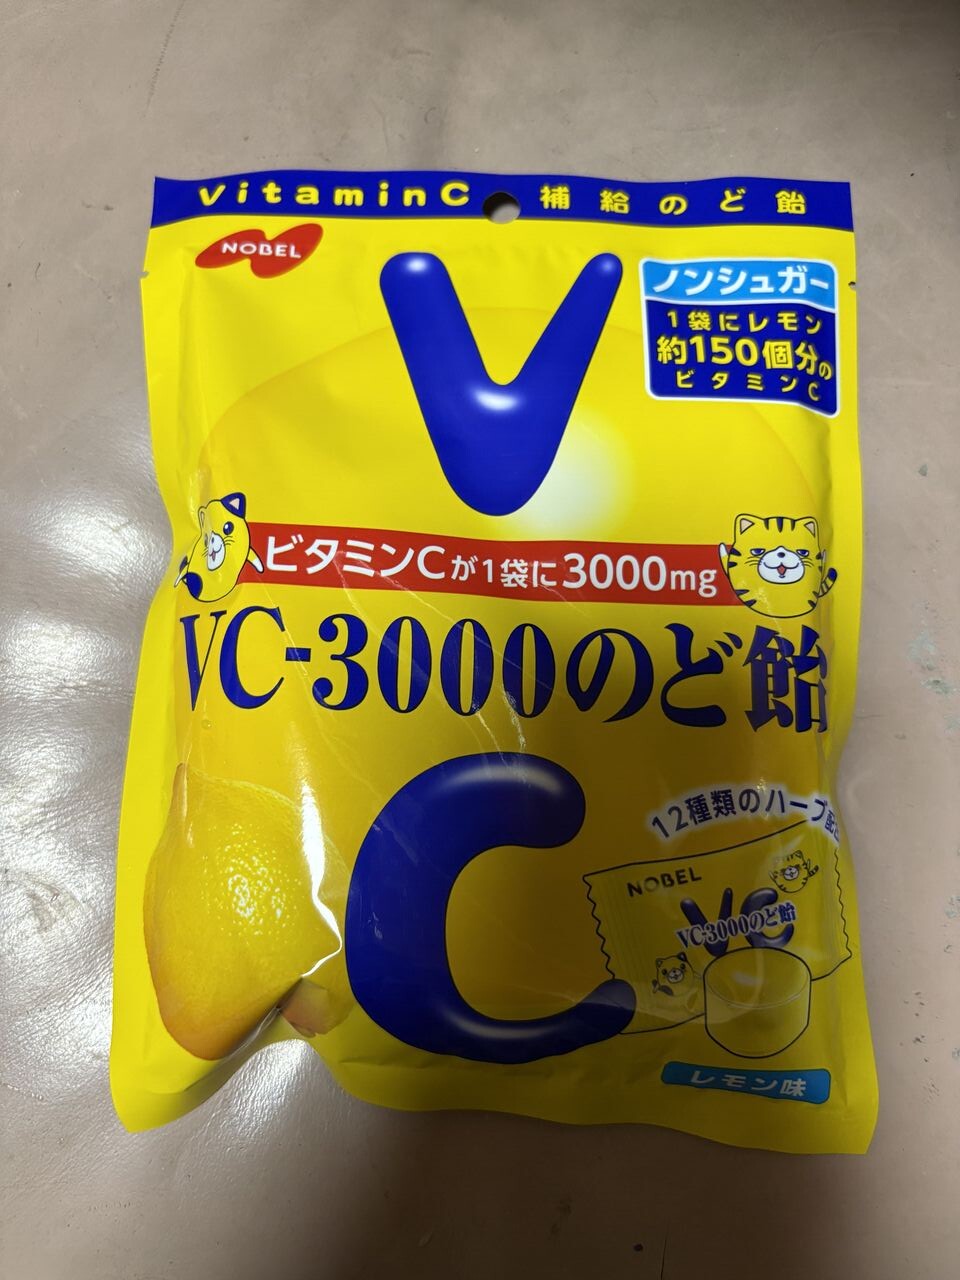 VitaminC 補給のど飴
NOBEL
V
ノンシュガー
1袋にレモン
約150個分の
ビタミンC
ビタミンCが1袋に3000mg
VC-3000のど飴
C
12種類のハーブ配合
NOBEL
VC
VC-3000のど飴
レモン味